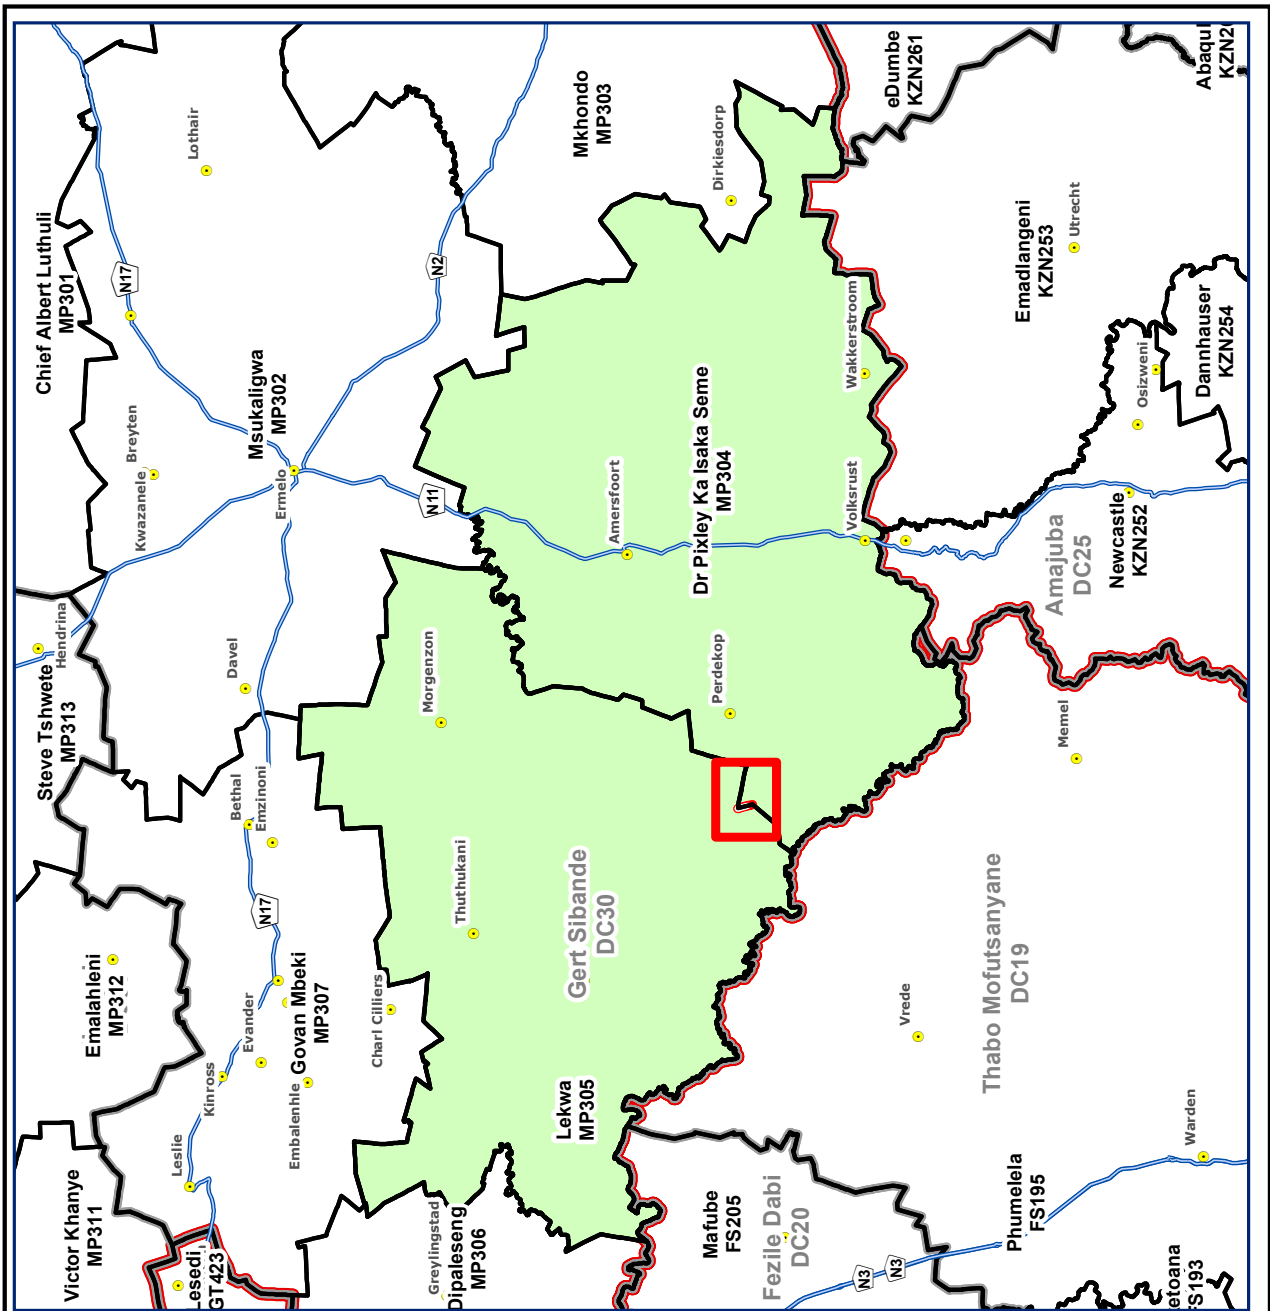 Lothair
Chief Albert Luthuli
MP301
N17
N2
Mkhondo
MP303
Dirkiesdorp
eDumbe
KZN261
Utrecht
Emadlangeni
KZN253
Dannhauser
KZN254
Osizweni
Wakkerstroom
Breyten
Kwazanele
Msukaligwa
MP302
Ermelo
N11
Amersfoort
Dr Pixley Ka Isaka Seme
MP304
Volksrust
Newcastle
KZN252
Amajuba
DC25
Hendrina
Steve Tshwete
MP313
Davel
Morgenzon
Perdekop
Memel
Bethal
Emzinoni
N17
Thuthukani
Gert Sibande
DC30
Thabo Mofutsanyane
DC19
Vrede
Emalahleni
MP312
Evander
Govan Mbeki
MP307
Charl Cilliers
Kinross
Embalenhle
Leslie
Lekwa
MP305
Warden
Victor Khanye
MP311
Lesedi
GT423
Greylingstad
Dipaleseng
MP306
Mafube
FS205
Fezile Dabi
DC20
N3
N3
Phumelela
FS195